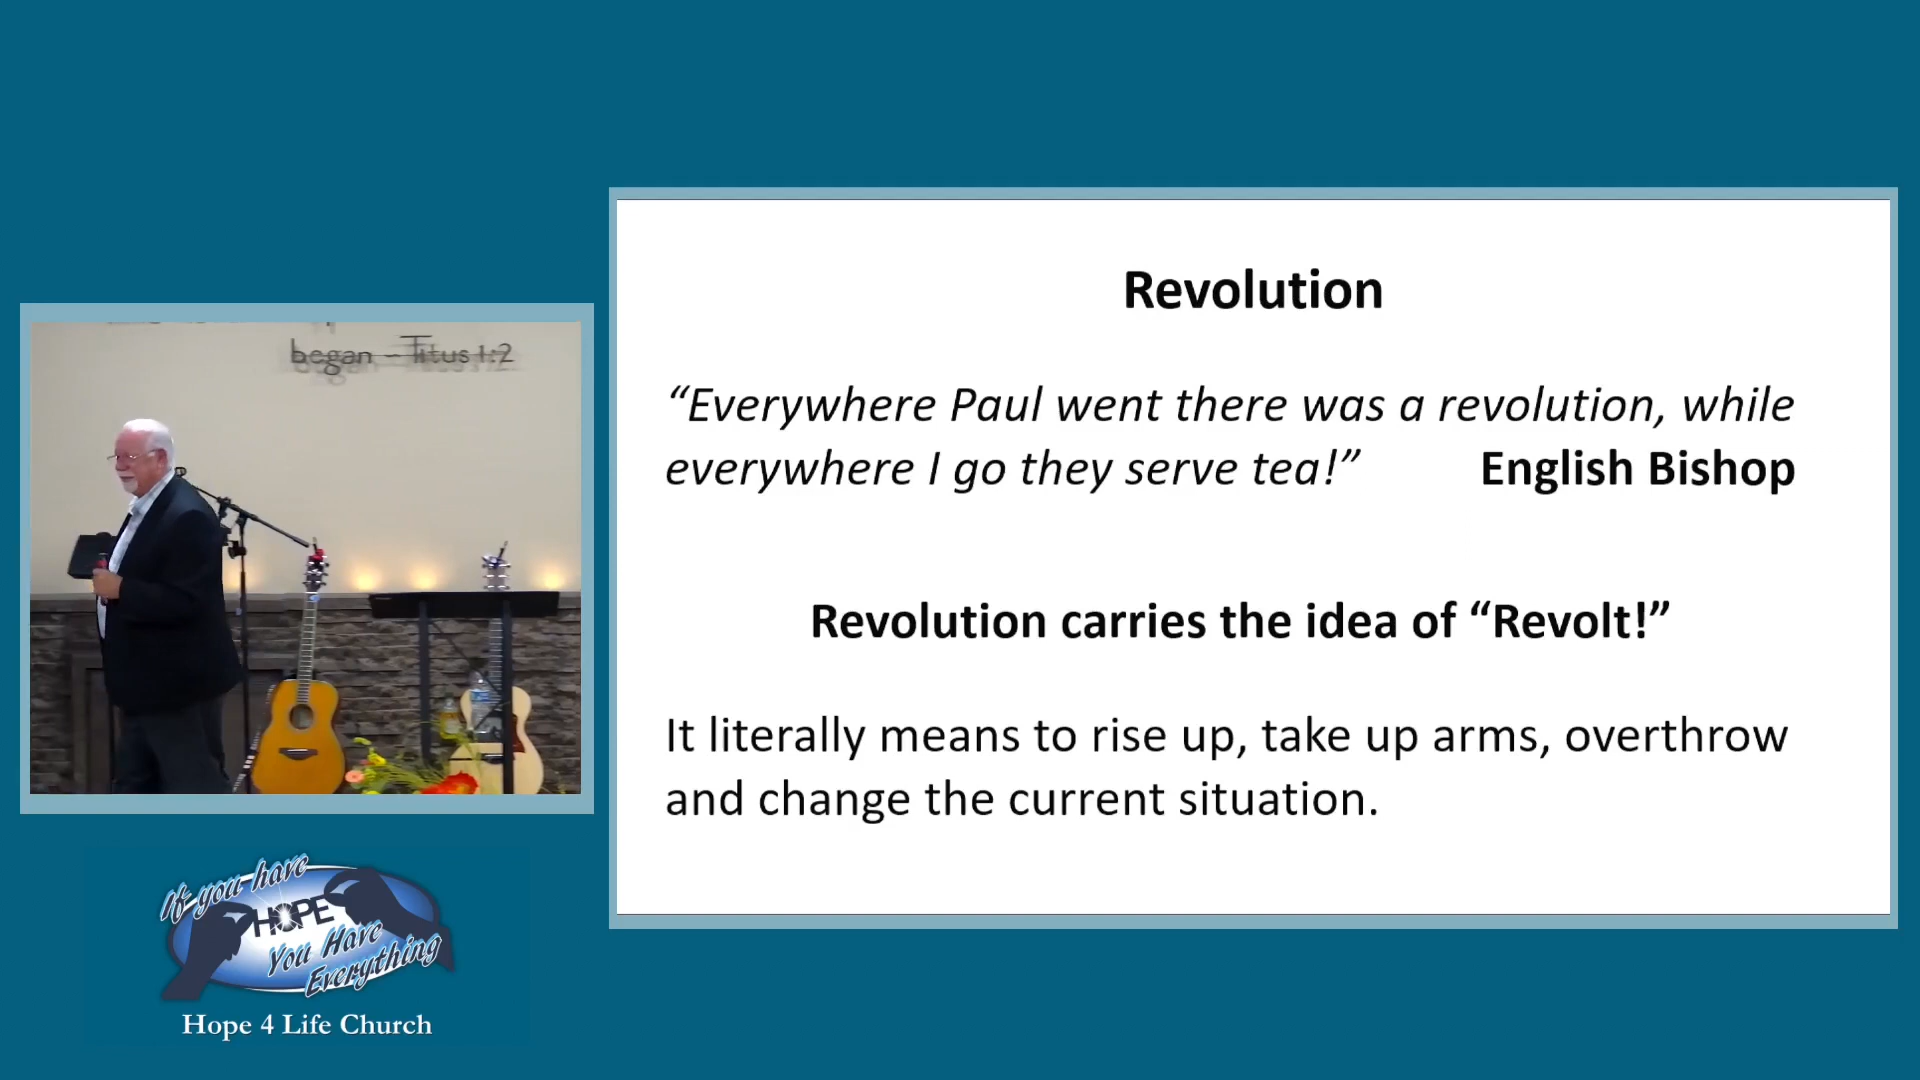 began - Titus 1:2
Revolution
“Everywhere Paul went there was a revolution, while
everywhere I go they serve tea!” English Bishop
Revolution carries the idea of “Revolt!”
It literally means to rise up, take up arms, overthrow
and change the current situation.
If you have
HOPE
You Have
Everything
Hope 4 Life Church